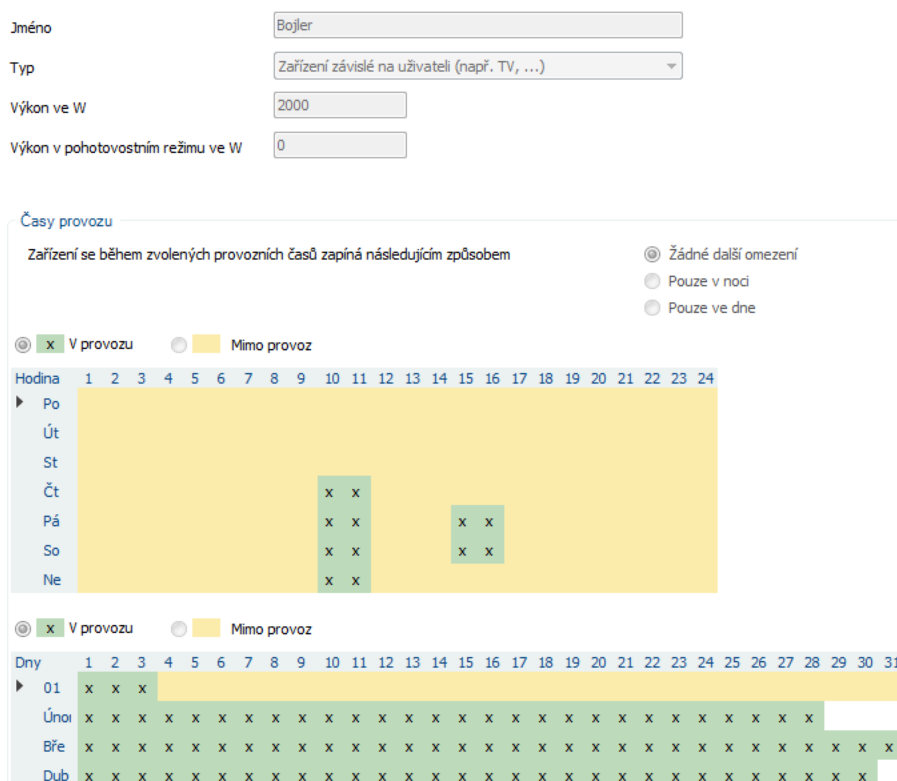 Jméno Bojler
Typ Zařízení závislé na uživateli (např. TV, ...)
Výkon ve W 2000
Výkon v pohotovostním režimu ve W 0
Časy provozu
Zařízení se během zvolených provozních časů zapíná následujícím způsobem Žádné další omezení
Pouze v noci
Pouze ve dne
x V provozu Mimo provoz
Hodina 1 2 3 4 5 6 7 8 9 10 11 12 13 14 15 16 17 18 19 20 21 22 23 24
Po
Út
St
Čt x x
Pá x x x x
So x x x x
Ne x x
x V provozu Mimo provoz
Dny 1 2 3 4 5 6 7 8 9 10 11 12 13 14 15 16 17 18 19 20 21 22 23 24 25 26 27 28 29 30 31
01 x x x
Únor x x x x x x x x x x x x x x x x x x x x x x x x x x x x
Bře x x x x x x x x x x x x x x x x x x x x x x x x x x x x x x x
Dub x x x x x x x x x x x x x x x x x x x x x x x x x x x x x x